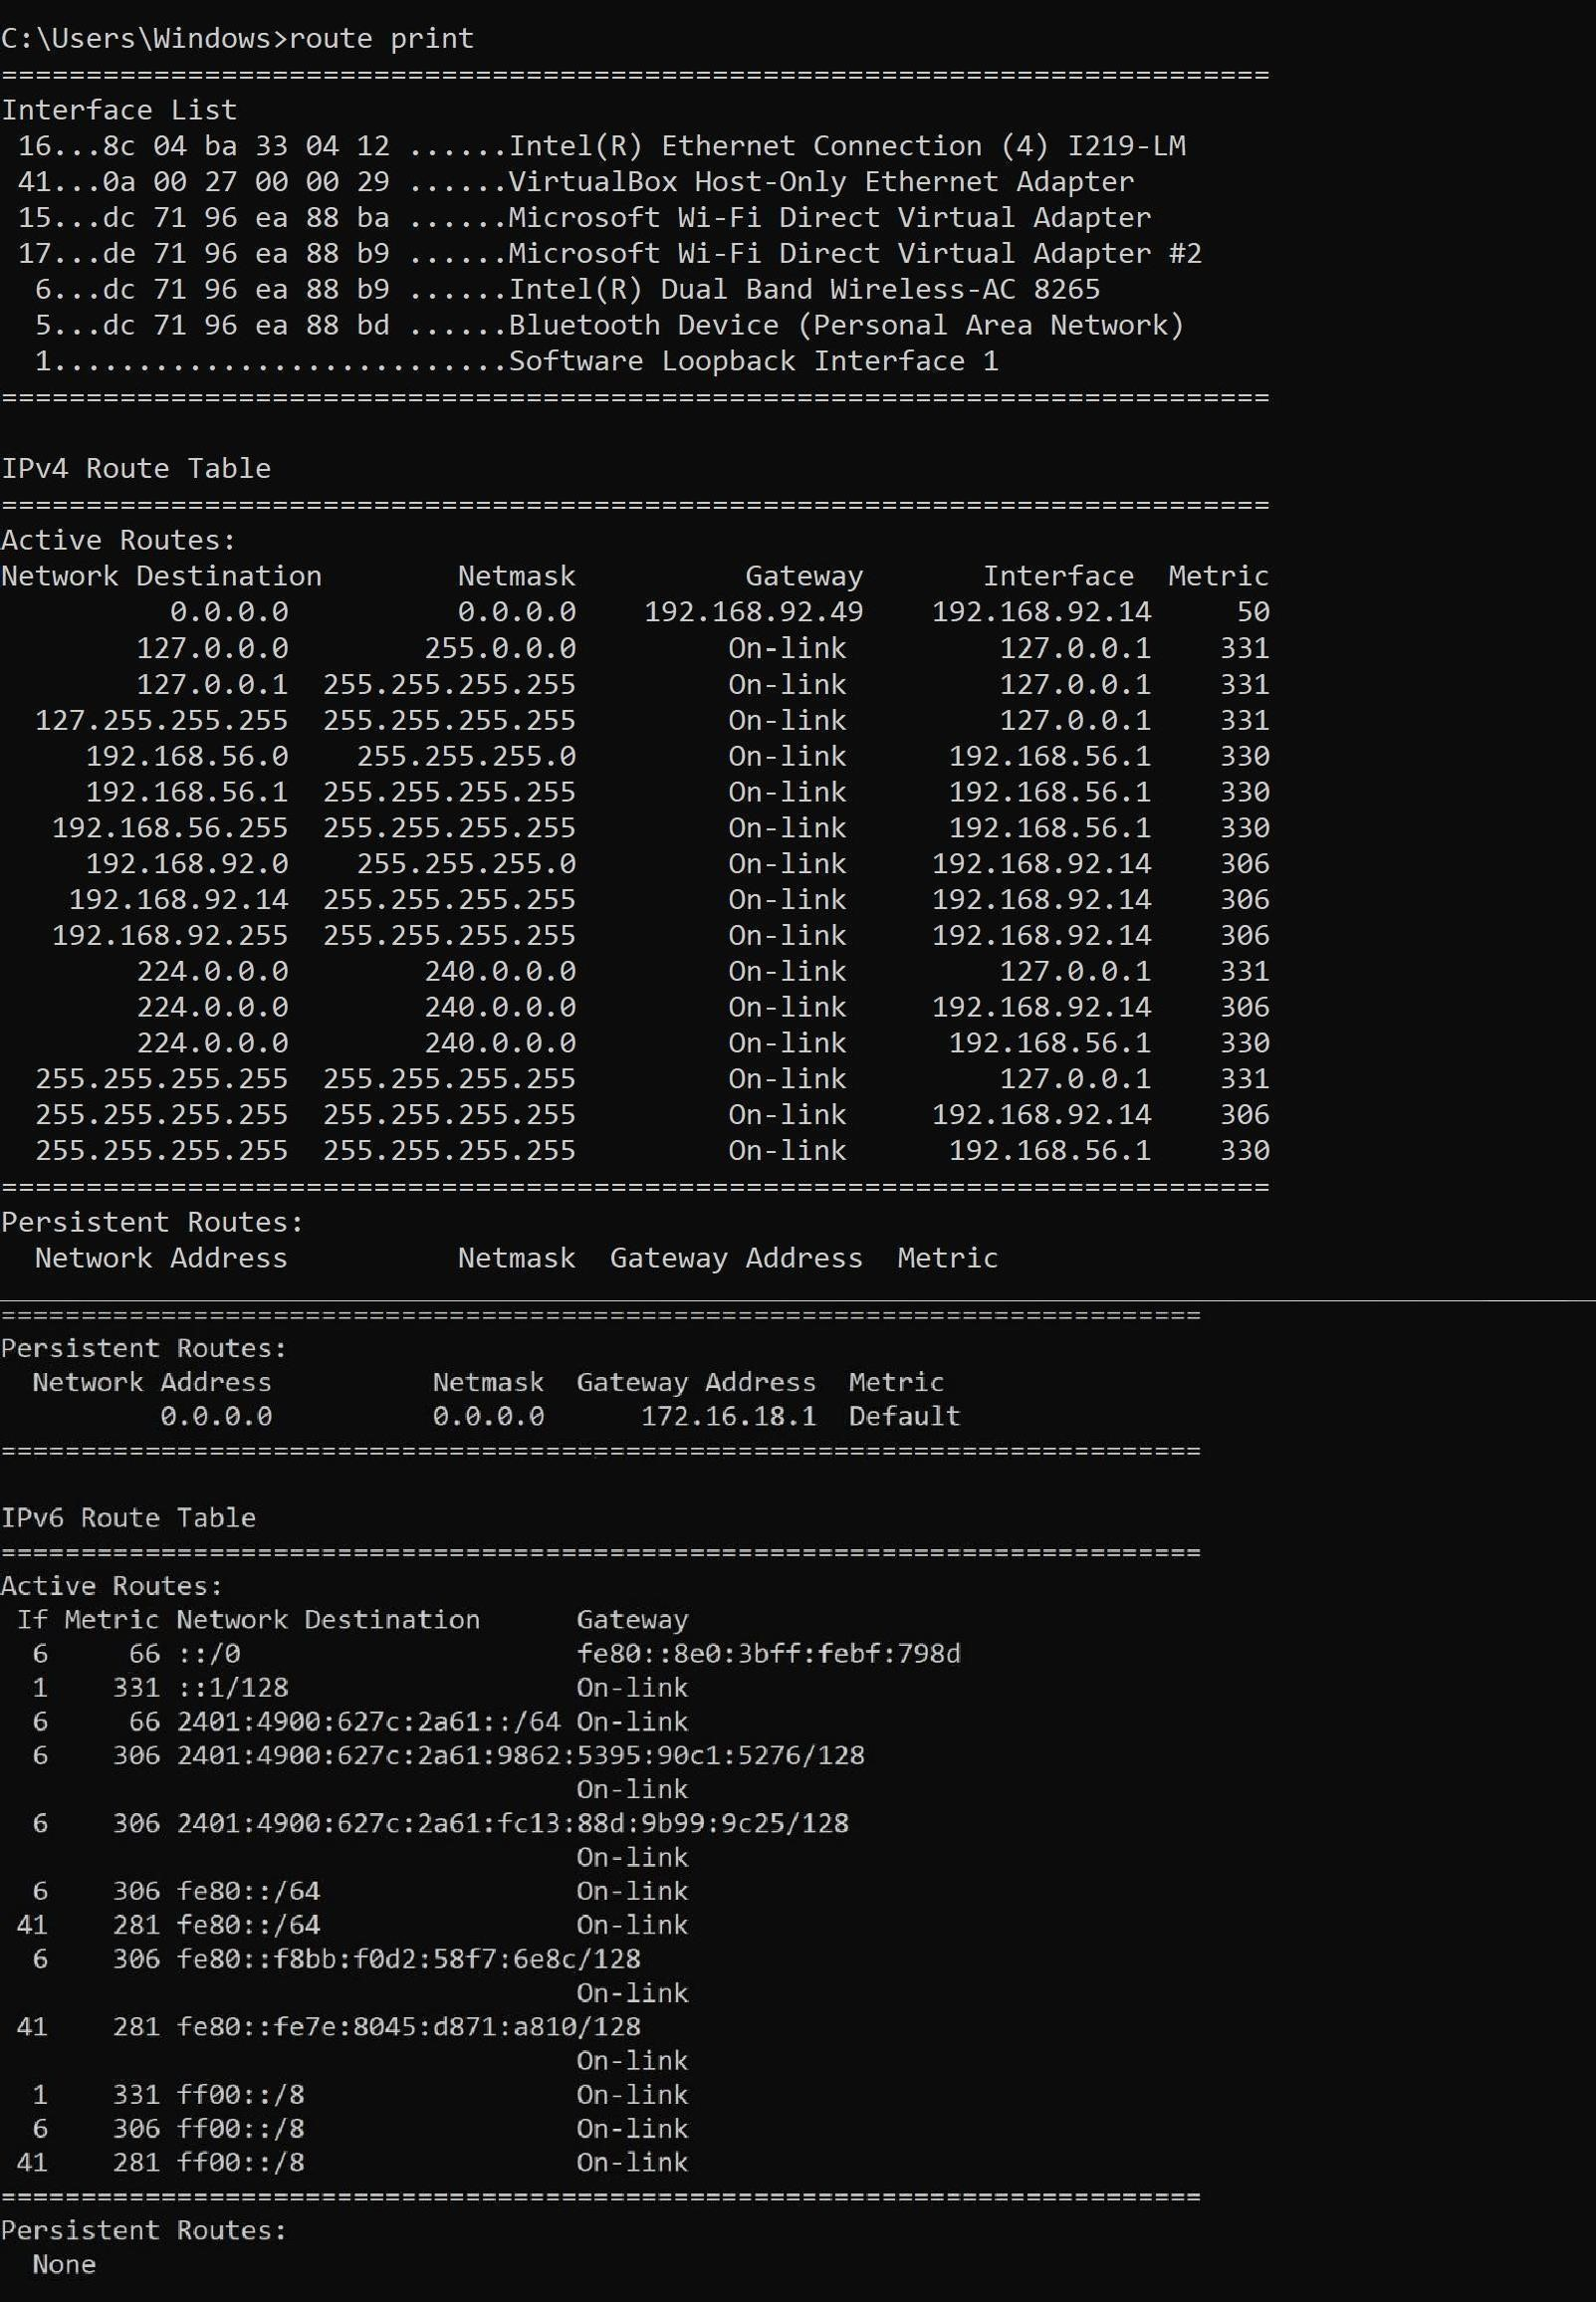 C:\Users\Windows>route print
===========================================================================
Interface List
 16...8c 04 ba 33 04 12 ......Intel(R) Ethernet Connection (4) I219-LM
 41...0a 00 27 00 00 29 ......VirtualBox Host-Only Ethernet Adapter
 15...dc 71 96 ea 88 ba ......Microsoft Wi-Fi Direct Virtual Adapter
 17...de 71 96 ea 88 b9 ......Microsoft Wi-Fi Direct Virtual Adapter #2
  6...dc 71 96 ea 88 b9 ......Intel(R) Dual Band Wireless-AC 8265
  5...dc 71 96 ea 88 bd ......Bluetooth Device (Personal Area Network)
  1...........................Software Loopback Interface 1
===========================================================================

IPv4 Route Table
===========================================================================
Active Routes:
Network Destination        Netmask          Gateway       Interface  Metric
          0.0.0.0          0.0.0.0    192.168.92.49    192.168.92.14     50
        127.0.0.0        255.0.0.0         On-link         127.0.0.1    331
        127.0.0.1  255.255.255.255         On-link         127.0.0.1    331
  127.255.255.255  255.255.255.255         On-link         127.0.0.1    331
     192.168.56.0    255.255.255.0         On-link      192.168.56.1    330
     192.168.56.1  255.255.255.255         On-link      192.168.56.1    330
   192.168.56.255  255.255.255.255         On-link      192.168.56.1    330
     192.168.92.0    255.255.255.0         On-link     192.168.92.14    306
    192.168.92.14  255.255.255.255         On-link     192.168.92.14    306
   192.168.92.255  255.255.255.255         On-link     192.168.92.14    306
        224.0.0.0        240.0.0.0         On-link         127.0.0.1    331
        224.0.0.0        240.0.0.0         On-link     192.168.92.14    306
        224.0.0.0        240.0.0.0         On-link      192.168.56.1    330
  255.255.255.255  255.255.255.255         On-link         127.0.0.1    331
  255.255.255.255  255.255.255.255         On-link     192.168.92.14    306
  255.255.255.255  255.255.255.255         On-link      192.168.56.1    330
===========================================================================
Persistent Routes:
  Network Address          Netmask  Gateway Address  Metric
===========================================================================
Persistent Routes:
  Network Address          Netmask  Gateway Address  Metric
          0.0.0.0          0.0.0.0      172.16.18.1  Default
===========================================================================

IPv6 Route Table
===========================================================================
Active Routes:
 If Metric Network Destination      Gateway
  6     66 ::/0                     fe80::8e0:3bff:febf:798d
  1    331 ::1/128                  On-link
  6     66 2401:4900:627c:2a61::/64 On-link
  6    306 2401:4900:627c:2a61:9862:5395:90c1:5276/128
                                    On-link
  6    306 2401:4900:627c:2a61:fc13:88d:9b99:9c25/128
                                    On-link
  6    306 fe80::/64                On-link
 41    281 fe80::/64                On-link
  6    306 fe80::f8bb:f0d2:58f7:6e8c/128
                                    On-link
 41    281 fe80::fe7e:8045:d871:a810/128
                                    On-link
  1    331 ff00::/8                 On-link
  6    306 ff00::/8                 On-link
 41    281 ff00::/8                 On-link
===========================================================================
Persistent Routes:
  None